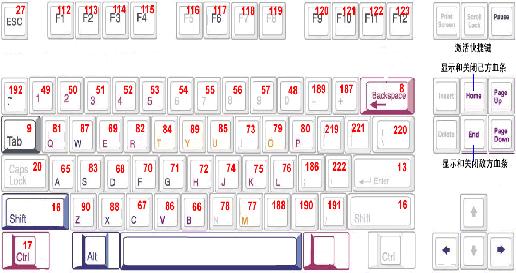 27 112 113 114 115 116 117 118 119 120 121 122 123
ESC F1 F2 F3 F4 F5 F6 F7 F8 F9 F10 F11 F12 Print Screen Scroll Lock Pause
激活快捷键
显示和关闭己方血条
192 49 50 51 52 53 54 55 56 57 48 189 187 8
~ 1 2 3 4 5 6 7 8 9 0 - + Backspace Insert Home Page Up
9 81 87 69 82 84 89 85 73 79 80 219 221 220
Tab Q W E R T Y U I O P Delete End Page Down
20 65 83 68 70 71 72 74 75 76 186 222 13
Caps Lock A S D F G H J K L Enter
显示和关闭敌方血条
16 90 88 67 86 66 78 77 188 190 191 16
Shift Z X C V B N M Shift
17
Ctrl Alt Ctrl